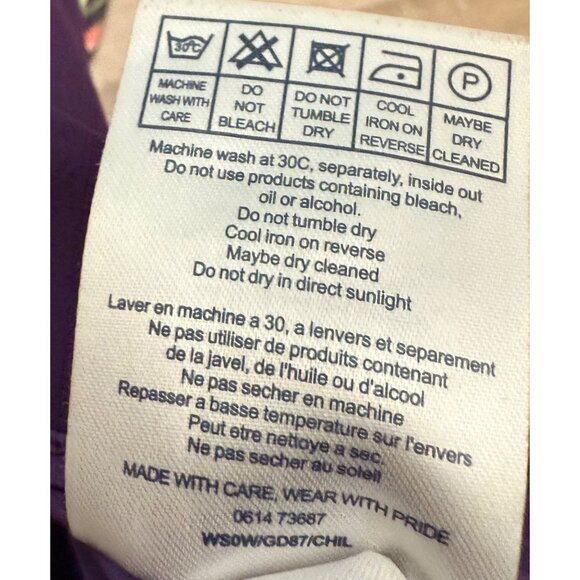 30°C
P
MACHINE WASH WITH CARE
DO NOT BLEACH
DO NOT TUMBLE DRY
COOL IRON ON REVERSE
MAYBE DRY CLEANED
Machine wash at 30C, separately, inside out
Do not use products containing bleach,
oil or alcohol.
Do not tumble dry
Cool iron on reverse
Maybe dry cleaned
Do not dry in direct sunlight
Laver en machine a 30, a lenvers et separement
Ne pas utiliser de produits contenant
de la javel, de l'huile ou d'alcool
Ne pas secher en machine
Repasser a basse temperature sur l'envers
Peut etre nettoye a sec.
Ne pas secher au soleil
MADE WITH CARE, WEAR WITH PRIDE
0614 73687
WS0W/GD87/CHIL